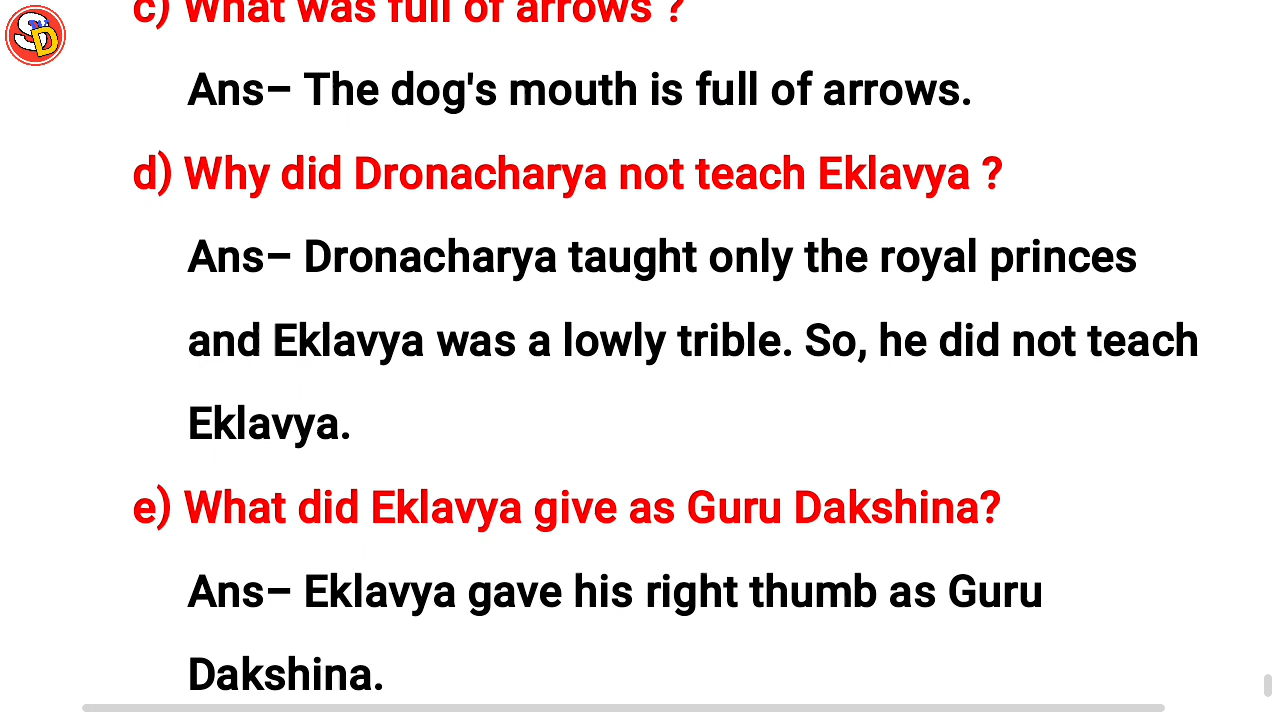 SD
c) What was full of arrows ?
Ans– The dog's mouth is full of arrows.
d) Why did Dronacharya not teach Eklavya ?
Ans– Dronacharya taught only the royal princes
and Eklavya was a lowly trible. So, he did not teach
Eklavya.
e) What did Eklavya give as Guru Dakshina?
Ans– Eklavya gave his right thumb as Guru
Dakshina.